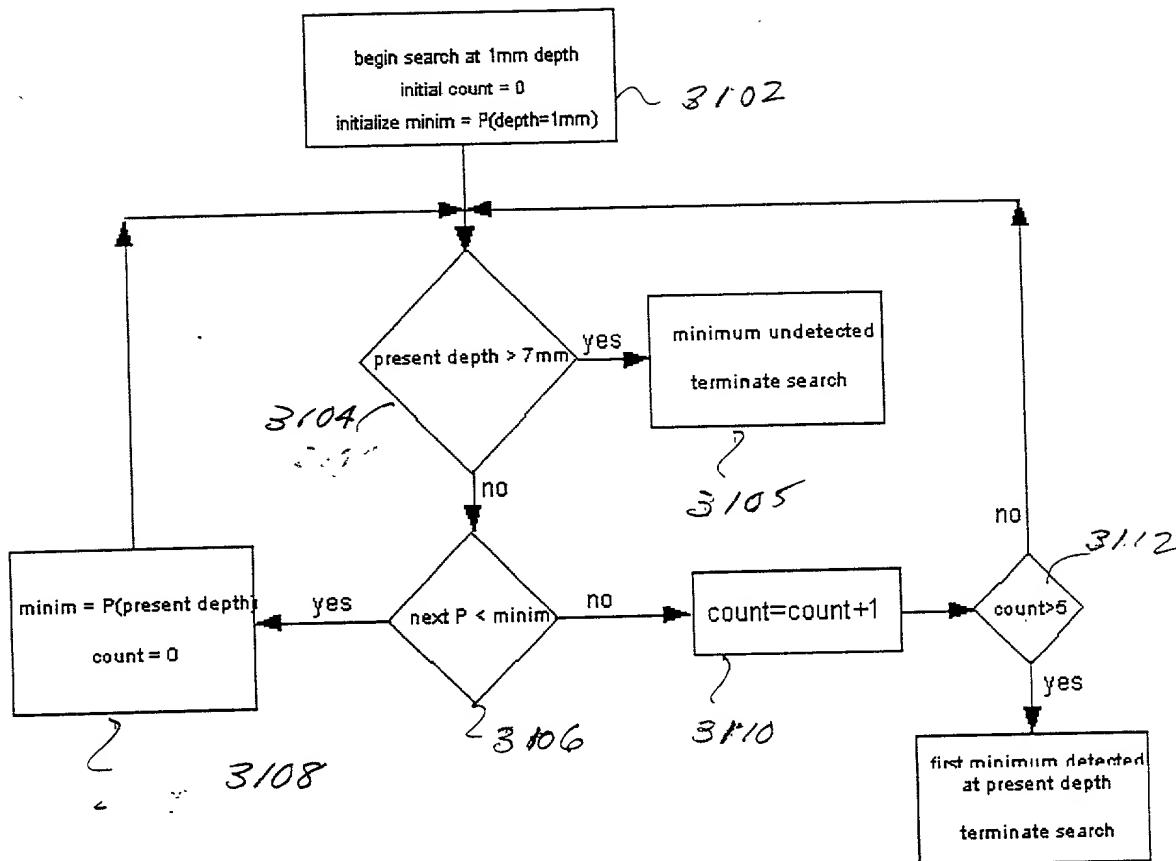 begin search at 1mm depth
initial count = 0
initialize minim = P(depth=1mm)
3102
present depth > 7mm
yes
minimum undetected
terminate search
3104
3105
no
no
3112
minim = P(present depth)
count = 0
yes
next P < minim
no
count=count+1
count>5
yes
3106
3110
3108
first minimum detected
at present depth
terminate search